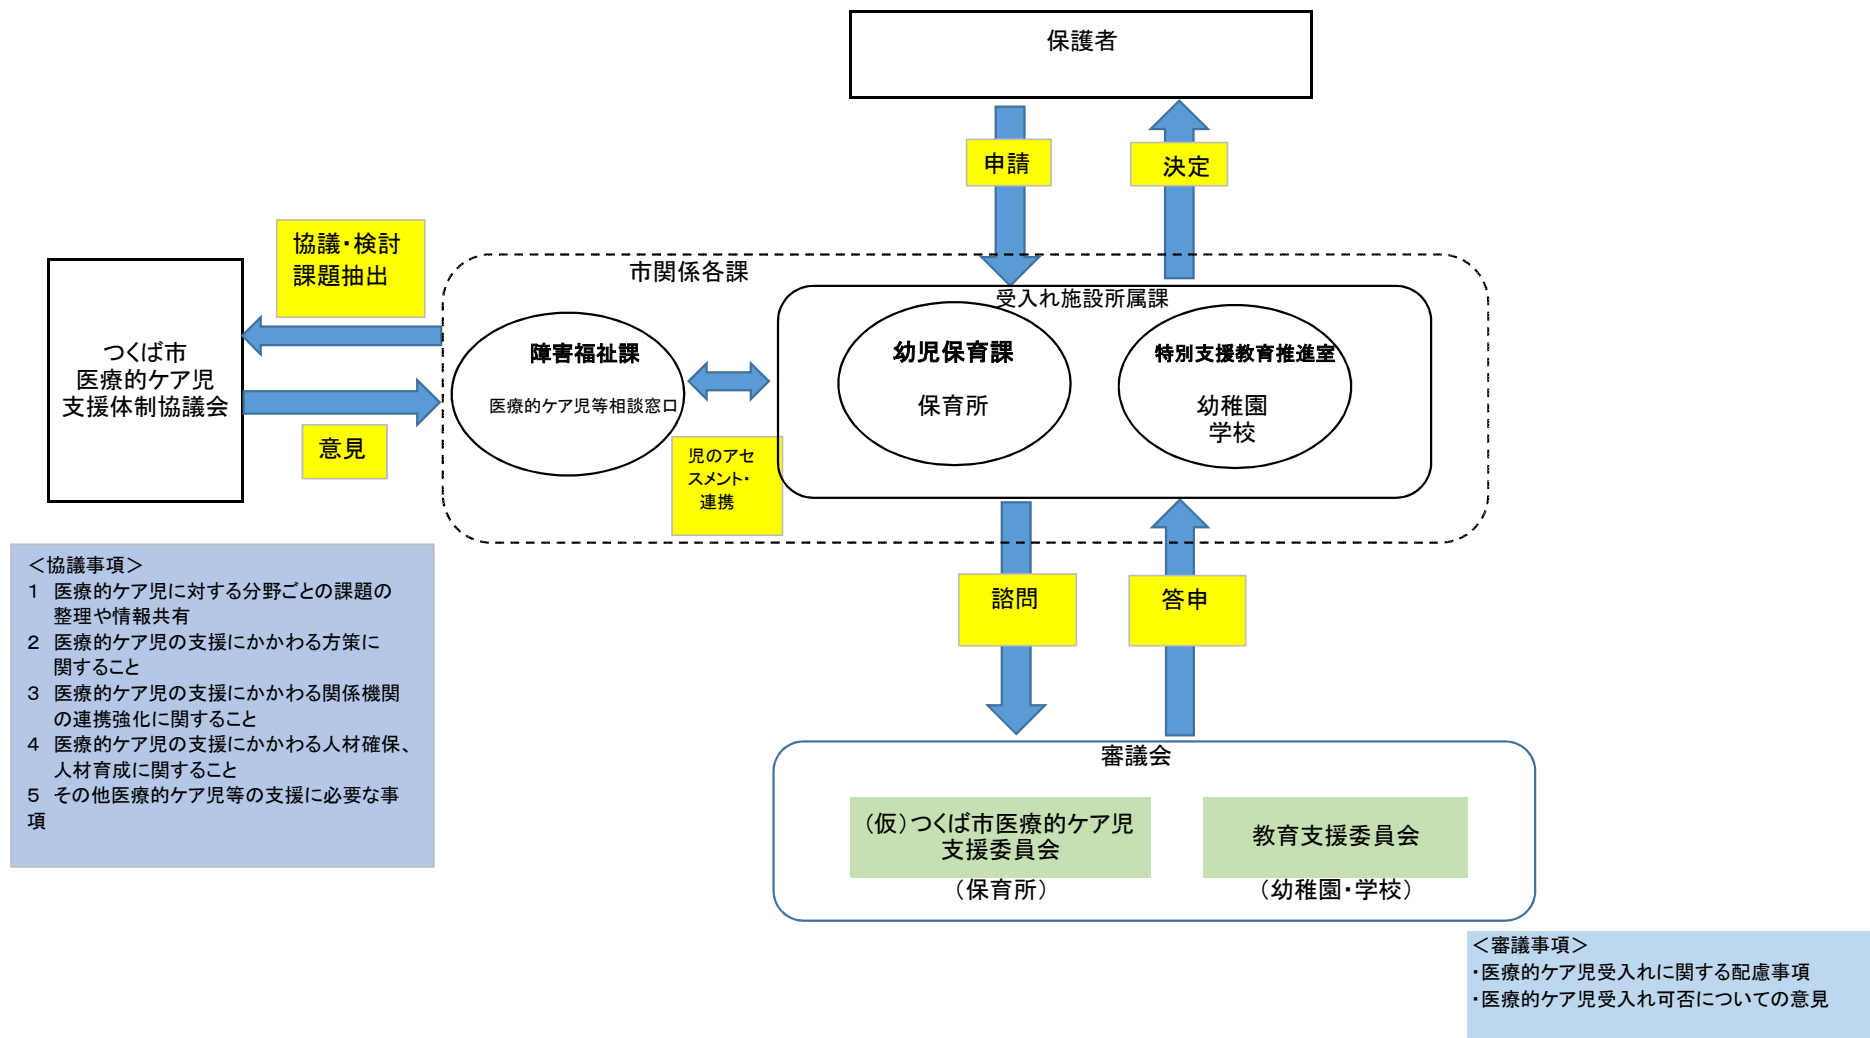 保護者
申請
決定
協議・検討
課題抽出
市関係各課
受入れ施設所属課
つくば市
医療的ケア児
支援体制協議会
障害福祉課
医療的ケア児等相談窓口
幼児保育課
保育所
特別支援教育推進室
幼稚園
学校
意見
児のアセ
スメント・
連携
＜協議事項＞
１　医療的ケア児に対する分野ごとの課題の
整理や情報共有
２　医療的ケア児の支援にかかわる方策に
関すること
３　医療的ケア児の支援にかかわる関係機関
の連携強化に関すること
４　医療的ケア児の支援にかかわる人材確保、
人材育成に関すること
５　その他医療的ケア児等の支援に必要な事
項
諮問
答申
審議会
（仮）つくば市医療的ケア児
支援委員会
（保育所）
教育支援委員会
（幼稚園・学校）
＜審議事項＞
・医療的ケア児受入れに関する配慮事項
・医療的ケア児受入れ可否についての意見